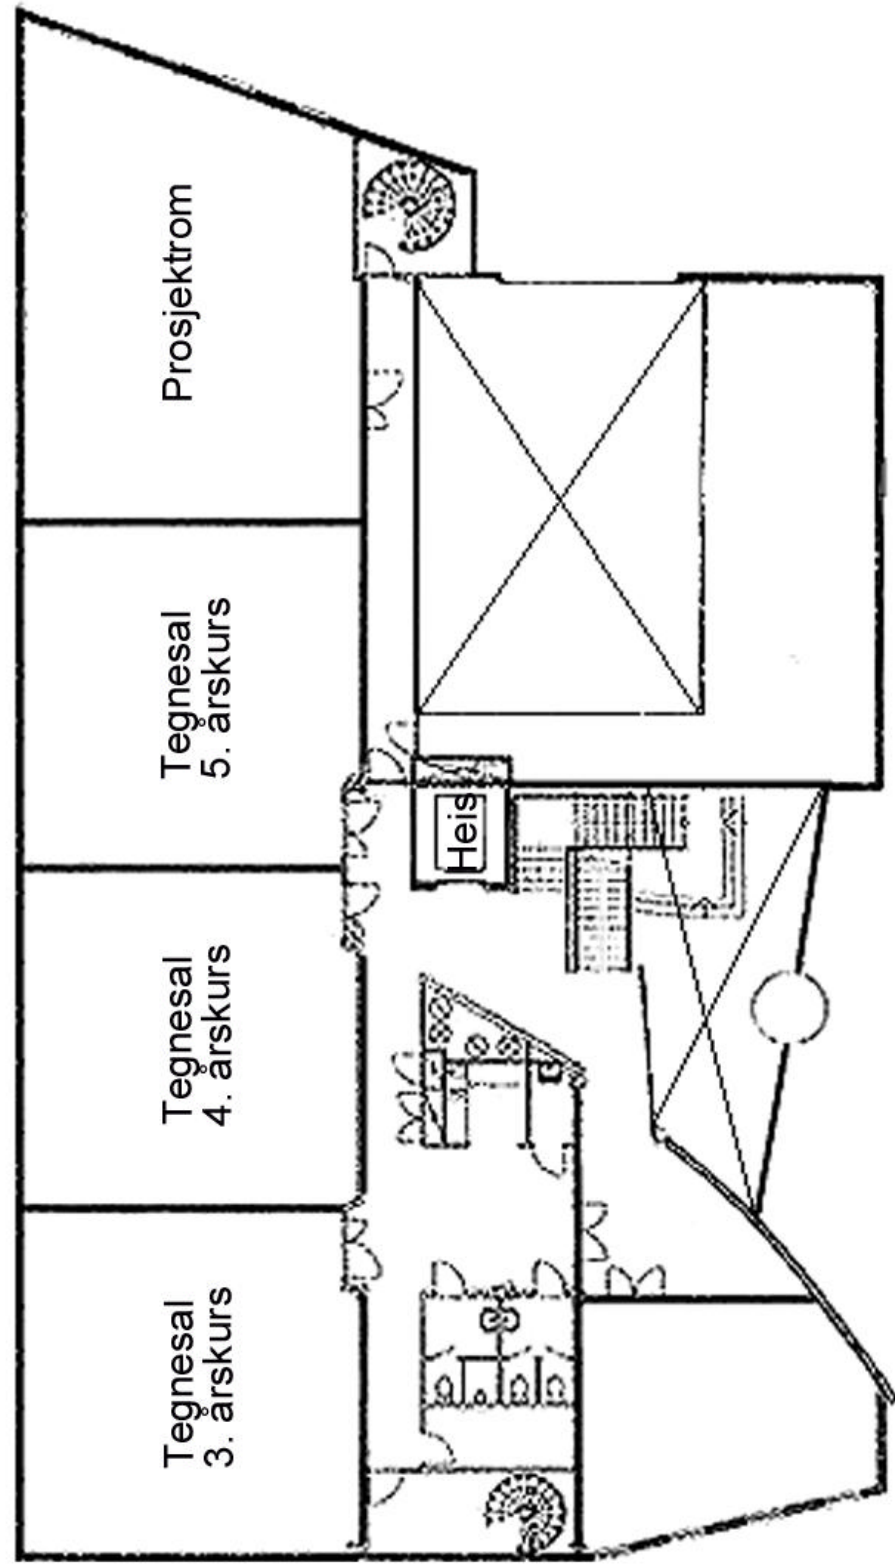 Prosjektrom
Tegnesal
5. årskurs
Heis
Tegnesal
4. årskurs
Tegnesal
3. årskurs